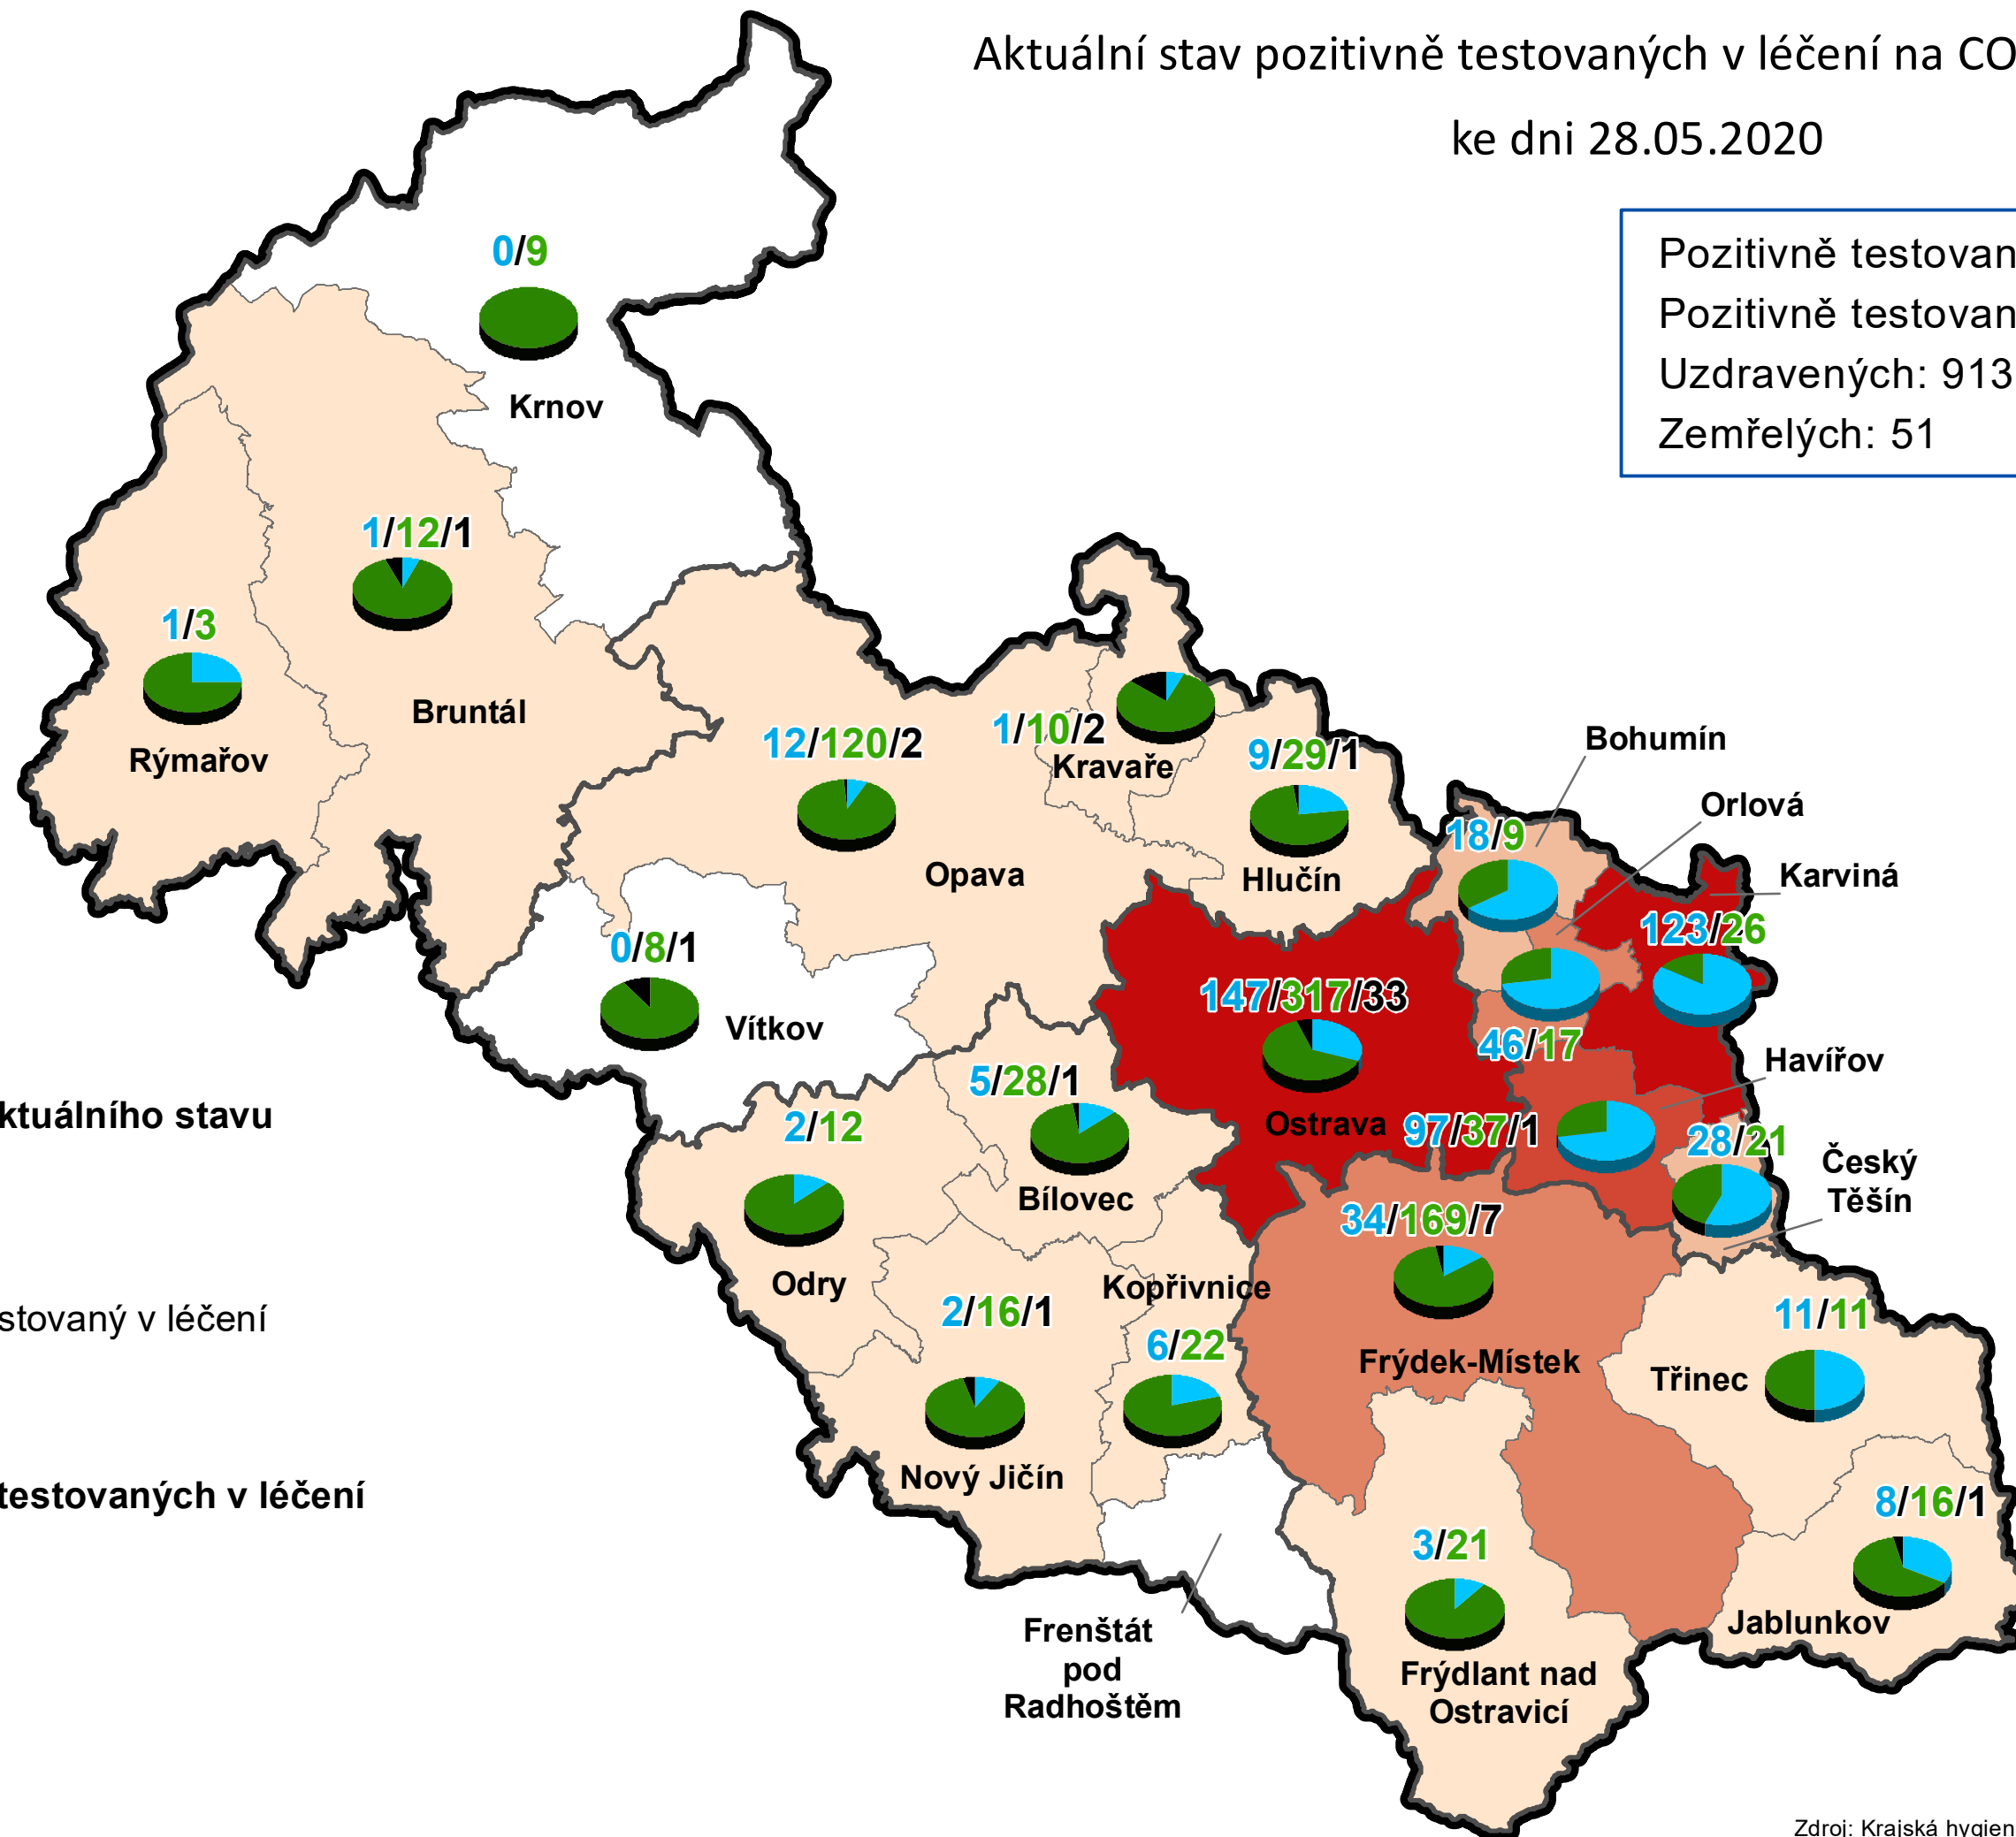 Aktuální stav pozitivně testovaných v léčení na CO
ke dni 28.05.2020
Pozitivně testovan
Pozitivně testovan
Uzdravených: 913
Zemřelých: 51
0/9
Krnov
1/12/1
Bruntál
1/3
Rýmařov
12/120/2
Opava
1/10/2
Kravaře
9/29/1
Hlučín
Bohumín
18/9
Orlová
46/17
Karviná
123/26
0/8/1
Vítkov
147/317/33
Ostrava
Havířov
97/37/1
28/21
Český
Těšín
5/28/1
Bílovec
2/12
Odry
2/16/1
Nový Jičín
Kopřivnice
6/22
34/169/7
Frýdek-Místek
11/11
Třinec
8/16/1
Jablunkov
3/21
Frýdlant nad
Ostravicí
Frenštát
pod
Radhoštěm
ktuálního stavu
stovaný v léčení
testovaných v léčení
Zdroj: Krajská hygien